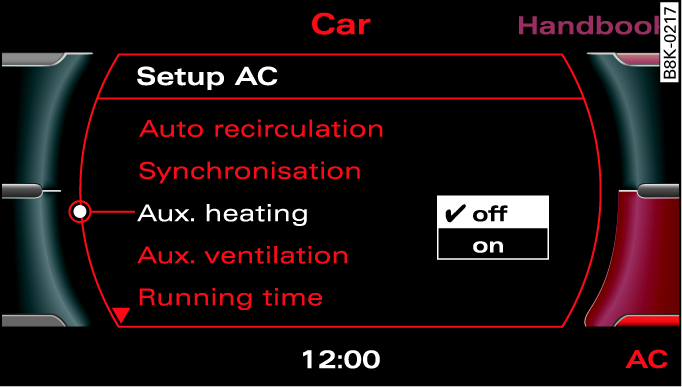 Car
Handbook
B8K-0217
Setup AC
Auto recirculation
Synchronisation
Aux. heating
✔ off
on
Aux. ventilation
Running time
12:00
AC